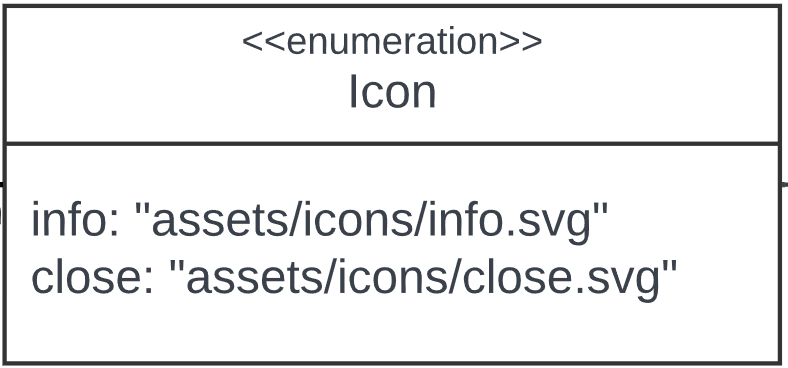 <<enumeration>>
Icon
info: "assets/icons/info.svg"
close: "assets/icons/close.svg"